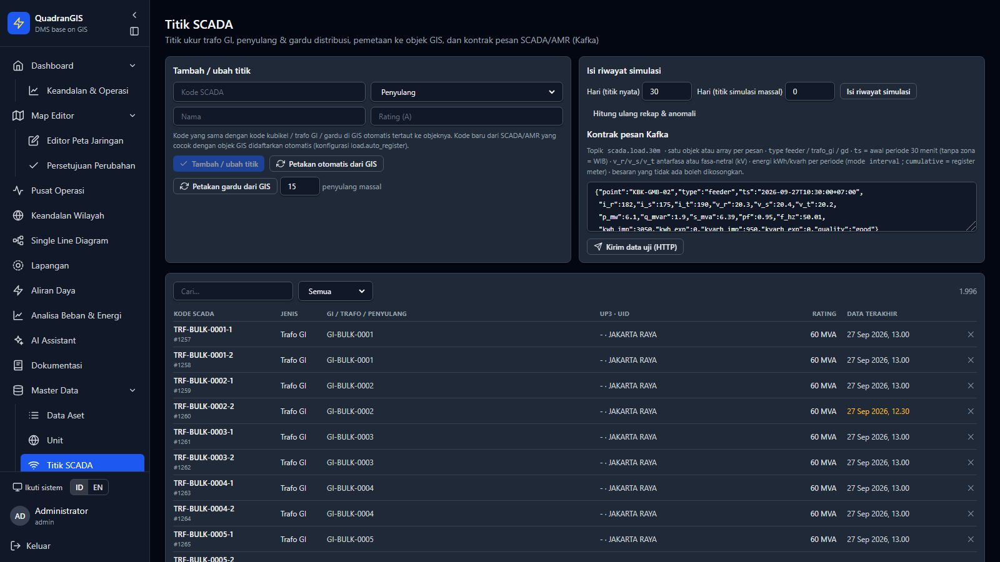 QuadranGIS
DMS base on GIS
Dashboard
Keandalan & Operasi
Map Editor
Editor Peta Jaringan
Persetujuan Perubahan
Pusat Operasi
Keandalan Wilayah
Single Line Diagram
Lapangan
Aliran Daya
Analisa Beban & Energi
AI Assistant
Dokumentasi
Master Data
Data Aset
Unit
Titik SCADA
Ikuti sistem
ID EN
AD
Administrator
admin
Keluar
Titik SCADA
Titik ukur trafo GI, penyulang & gardu distribusi, pemetaan ke objek GIS, dan kontrak pesan SCADA/AMR (Kafka)
Tambah / ubah titik
Kode SCADA
Penyulang
Nama
Rating (A)
Kode yang sama dengan kode kubikel / trafo GI / gardu di GIS otomatis tertaut ke objeknya. Kode baru dari SCADA/AMR yang
cocok dengan objek GIS didaftarkan otomatis (konfigurasi load.auto_register).
Tambah / ubah titik
Petakan otomatis dari GIS
Petakan gardu dari GIS
15
penyulang massal
Isi riwayat simulasi
Hari (titik nyata) 30 Hari (titik simulasi massal) 0 Isi riwayat simulasi
Hitung ulang rekap & anomali
Kontrak pesan Kafka
Topik scada.load.30m · satu objek atau array per pesan · type feeder / trafo_gi / gd · ts = awal periode 30 menit (tanpa zona
= WIB) · v_r/v_s/v_t antarfasa atau fasa-netral (kV) · energi kWh/kvarh per periode (mode interval ; cumulative = register
meter) · besaran yang tidak ada boleh dikosongkan.
{"point":"KBK-GMB-02","type":"feeder","ts":"2026-09-27T10:30:00+07:00",
"i_r":182,"i_s":175,"i_t":190,"v_r":20.3,"v_s":20.4,"v_t":20.2,
"p_mw":6.1,"q_mvar":1.9,"s_mva":6.39,"pf":0.95,"f_hz":50.01,
"kwh_imp":3050,"kwh_exp":0,"kvarh_imp":950,"kvarh_exp":0,"quality":"good"}
Kirim data uji (HTTP)
Cari...
Semua
1.996
KODE SCADA JENIS GI / TRAFO / PENYULANG UP3 · UID RATING DATA TERAKHIR
TRF-BULK-0001-1
#1257
Trafo GI GI-BULK-0001 - · JAKARTA RAYA 60 MVA 27 Sep 2026, 13.00
TRF-BULK-0001-2
#1258
Trafo GI GI-BULK-0001 - · JAKARTA RAYA 60 MVA 27 Sep 2026, 13.00
TRF-BULK-0002-1
#1259
Trafo GI GI-BULK-0002 - · JAKARTA RAYA 60 MVA 27 Sep 2026, 13.00
TRF-BULK-0002-2
#1260
Trafo GI GI-BULK-0002 - · JAKARTA RAYA 60 MVA 27 Sep 2026, 12.30
TRF-BULK-0003-1
#1261
Trafo GI GI-BULK-0003 - · JAKARTA RAYA 60 MVA 27 Sep 2026, 13.00
TRF-BULK-0003-2
#1262
Trafo GI GI-BULK-0003 - · JAKARTA RAYA 60 MVA 27 Sep 2026, 13.00
TRF-BULK-0004-1
#1263
Trafo GI GI-BULK-0004 - · JAKARTA RAYA 60 MVA 27 Sep 2026, 13.00
TRF-BULK-0004-2
#1264
Trafo GI GI-BULK-0004 - · JAKARTA RAYA 60 MVA 27 Sep 2026, 13.00
TRF-BULK-0005-1
#1265
Trafo GI GI-BULK-0005 - · JAKARTA RAYA 60 MVA 27 Sep 2026, 13.00
TRF-BULK-0005-2